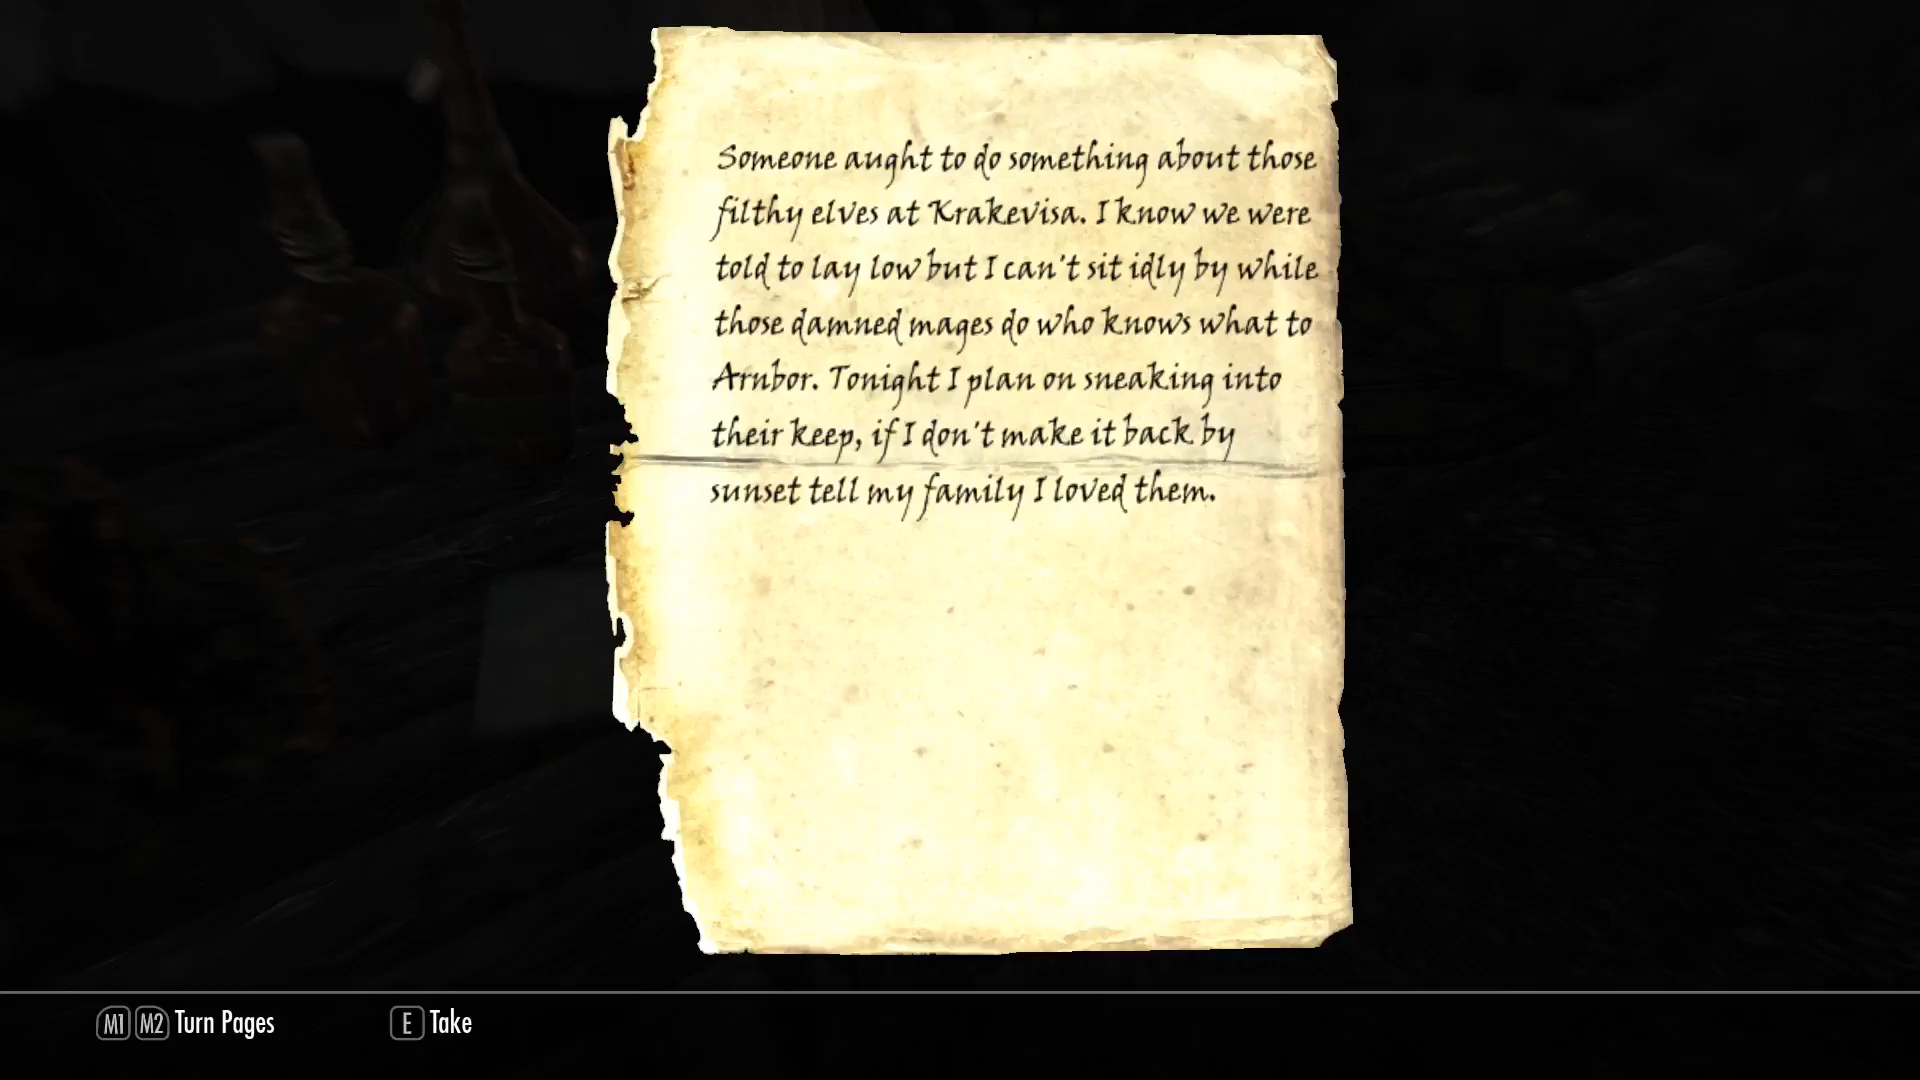 Someone aught to do something about those
filthy elves at Krakevisa. I know we were
told to lay low but I can't sit idly by while
those damned mages do who knows what to
Arnbor. Tonight I plan on sneaking into
their keep, if I don't make it back by
sunset tell my family I loved them.
M1 M2 Turn Pages E Take